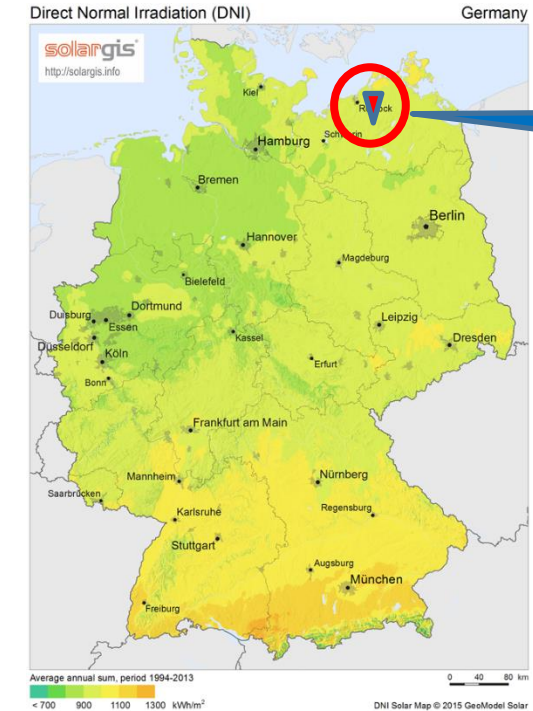 Direct Normal Irradiation (DNI) Germany
solargis
http://solargis.info
Kiel
Schwerin
Hamburg
Bremen
Berlin
Hannover
Magdeburg
Bielefeld
Dortmund
Duisburg
Essen
Leipzig
Düsseldorf
Kassel
Dresden
Köln
Erfurt
Bonn
Frankfurt am Main
Mannheim
Nürnberg
Saarbrücken
Karlsruhe
Regensburg
Stuttgart
Augsburg
München
Freiburg
Average annual sum, period 1994-2013
0 40 80 km
< 700 900 1100 1300 kWh/m²
DNI Solar Map © 2015 GeoModel Solar